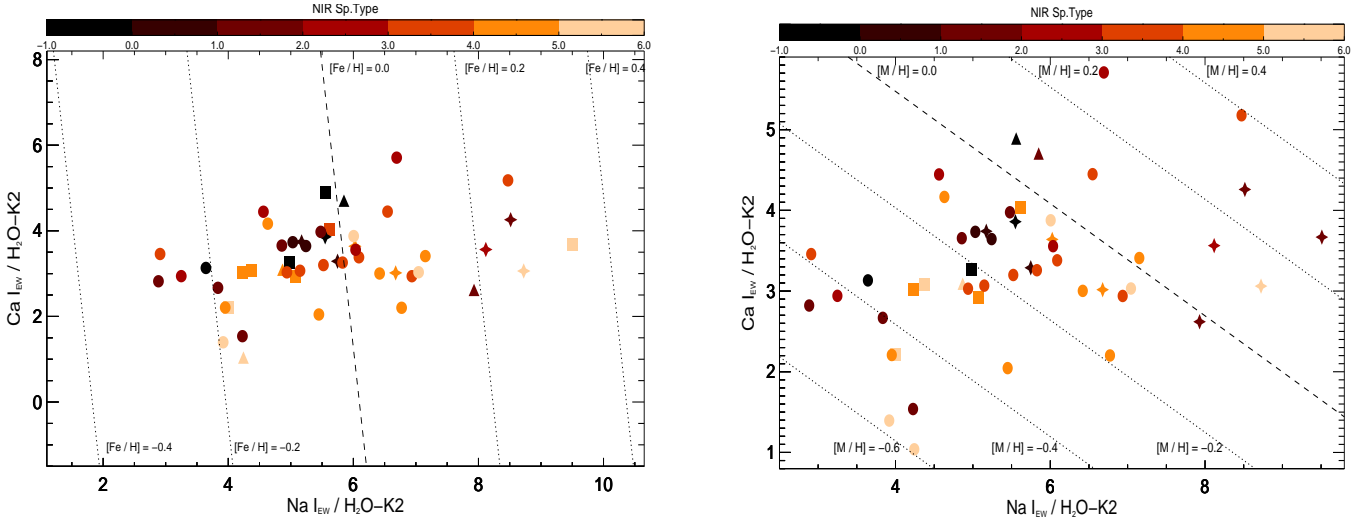 NIR Sp.Type
−1.0 0.0 1.0 2.0 3.0 4.0 5.0 6.0
[Fe / H] = 0.0
[Fe / H] = 0.2
[Fe / H] = 0.4
8
6
4
2
0
Ca I EW / H2O−K2
[Fe / H] = −0.4
[Fe / H] = −0.2
2 4 6 8 10
Na I EW / H2O−K2
NIR Sp.Type
−1.0 0.0 1.0 2.0 3.0 4.0 5.0 6.0
[M / H] = 0.0
[M / H] = 0.2
[M / H] = 0.4
5
4
3
2
1
Ca I EW / H2O−K2
[M / H] = −0.6
[M / H] = −0.4
[M / H] = −0.2
4 6 8
Na I EW / H2O−K2